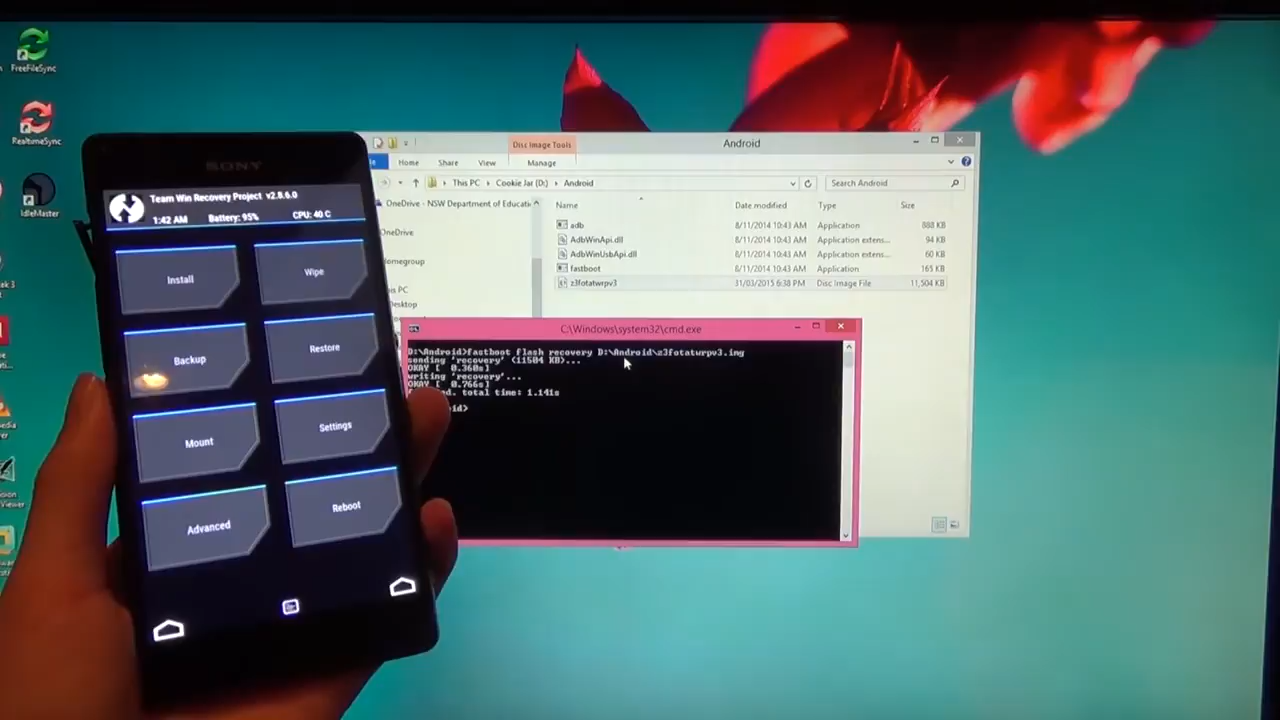 FreeFileSync
RealtimeSync
IdleMaster
SONY
Team Win Recovery Project v2.8.6.0
1:42 AM Battery: 95% CPU: 40 C
Install
Wipe
Backup
Restore
Mount
Settings
Advanced
Reboot
Disc Image Tools
Android
Home Share View Manage
This PC Cookie Jar (D:) Android
Search Android
OneDrive - NSW Department of Educati
OneDrive
omegroup
is PC
esktop
Name Date modified Type Size
adb 8/11/2014 10:43 AM Application 888 KB
AdbWinApi.dll 8/11/2014 10:43 AM Application extens... 94 KB
AdbWinUsbApi.dll 8/11/2014 10:43 AM Application extens... 60 KB
fastboot 8/11/2014 10:43 AM Application 165 KB
z3fotatwrpv3 31/03/2015 6:38 PM Disc Image File 11,504 KB
C:\Windows\system32\cmd.exe
D:\Android>fastboot flash recovery D:\Android\z3fotatwrpv3.img
sending 'recovery' (11504 KB)...
OKAY [ 0.360s]
writing 'recovery'...
OKAY [ 0.766s]
d. total time: 1.141s
id>